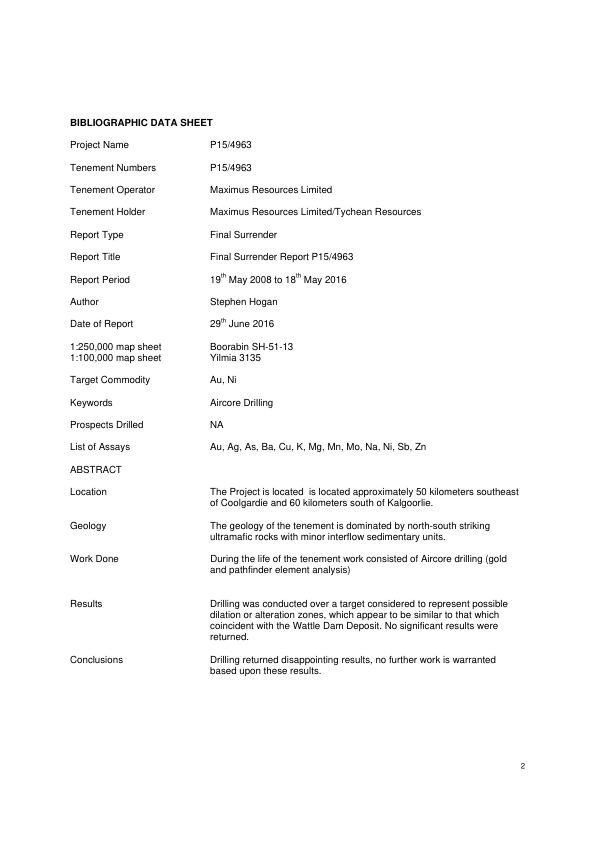 BIBLIOGRAPHIC DATA SHEET
Project Name P15/4963
Tenement Numbers P15/4963
Tenement Operator Maximus Resources Limited
Tenement Holder Maximus Resources Limited/Tychean Resources
Report Type Final Surrender
Report Title Final Surrender Report P15/4963
Report Period 19th May 2008 to 18th May 2016
Author Stephen Hogan
Date of Report 29th June 2016
1:250,000 map sheet Boorabin SH-51-13
1:100,000 map sheet Yilmia 3135
Target Commodity Au, Ni
Keywords Aircore Drilling
Prospects Drilled NA
List of Assays Au, Ag, As, Ba, Cu, K, Mg, Mn, Mo, Na, Ni, Sb, Zn
ABSTRACT
Location The Project is located is located approximately 50 kilometers southeast
of Coolgardie and 60 kilometers south of Kalgoorlie.
Geology The geology of the tenement is dominated by north-south striking
ultramafic rocks with minor interflow sedimentary units.
Work Done During the life of the tenement work consisted of Aircore drilling (gold
and pathfinder element analysis)
Results Drilling was conducted over a target considered to represent possible
dilation or alteration zones, which appear to be similar to that which
coincident with the Wattle Dam Deposit. No significant results were
returned.
Conclusions Drilling returned disappointing results, no further work is warranted
based upon these results.
2